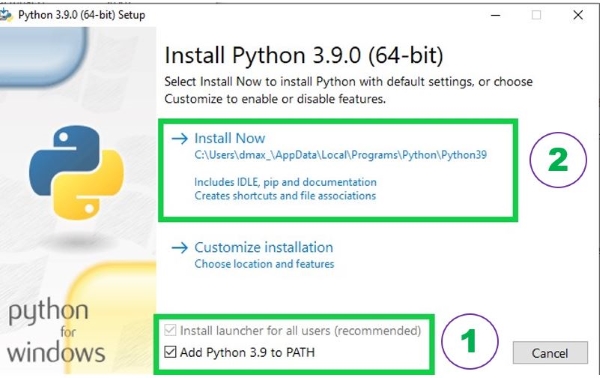 Python 3.9.0 (64-bit) Setup
Install Python 3.9.0 (64-bit)
Select Install Now to install Python with default settings, or choose
Customize to enable or disable features.
→ Install Now
C:\Users\dmax_\AppData\Local\Programs\Python\Python39
Includes IDLE, pip and documentation
Creates shortcuts and file associations
2
→ Customize installation
Choose location and features
python
for
windows
Install launcher for all users (recommended)
Add Python 3.9 to PATH
1
Cancel